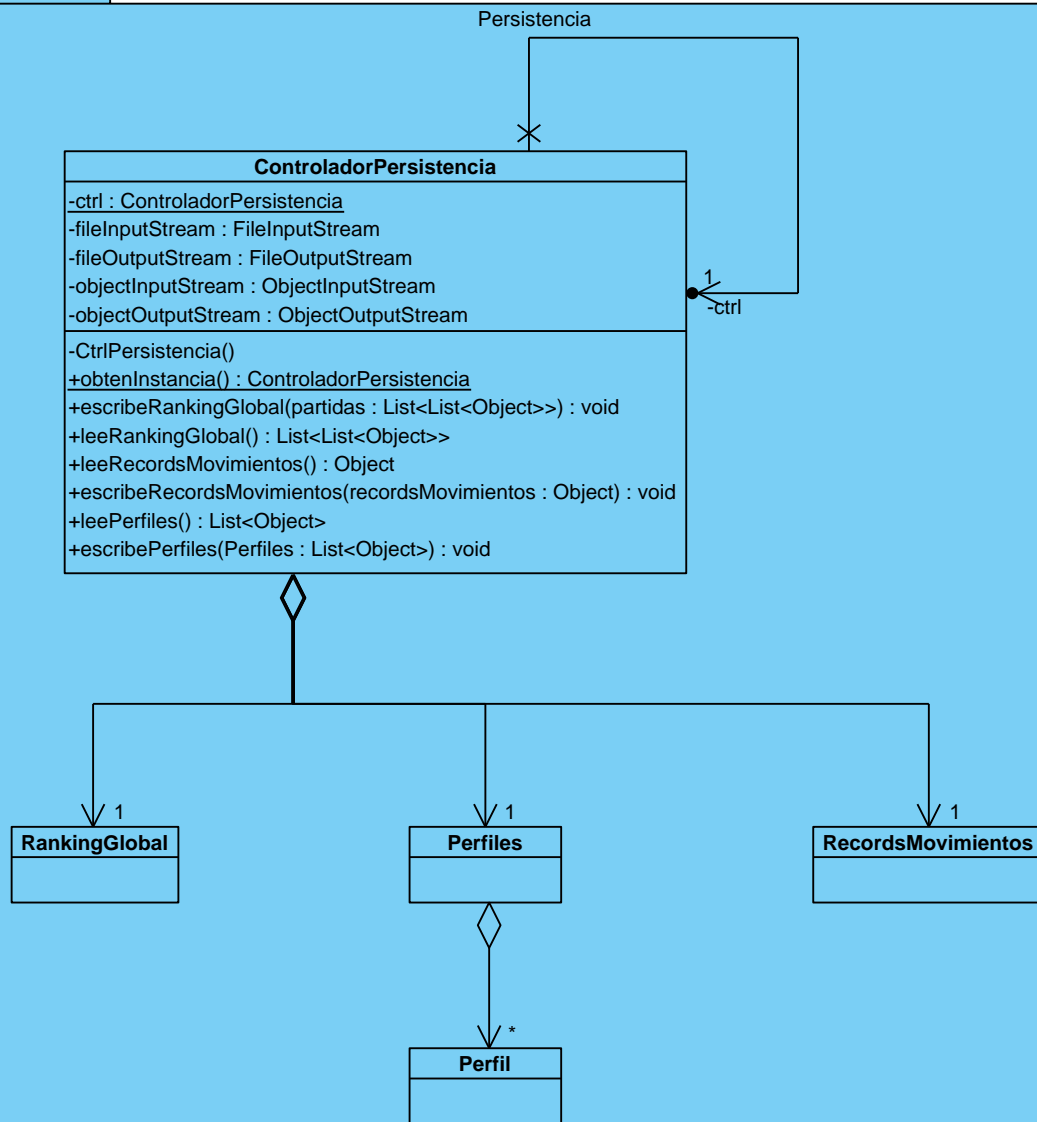 Persistencia
ControladorPersistencia
-ctrl : ControladorPersistencia
-fileInputStream : FileInputStream
-fileOutputStream : FileOutputStream
-objectInputStream : ObjectInputStream
-objectOutputStream : ObjectOutputStream
1
-ctrl
-CtrlPersistencia()
+obtenInstancia() : ControladorPersistencia
+escribeRankingGlobal(partidas : List<List<Object>>) : void
+leeRankingGlobal() : List<List<Object>>
+leeRecordsMovimientos() : Object
+escribeRecordsMovimientos(recordsMovimientos : Object) : void
+leePerfiles() : List<Object>
+escribePerfiles(Perfiles : List<Object>) : void
1
1
1
RankingGlobal
Perfiles
RecordsMovimientos
*
Perfil